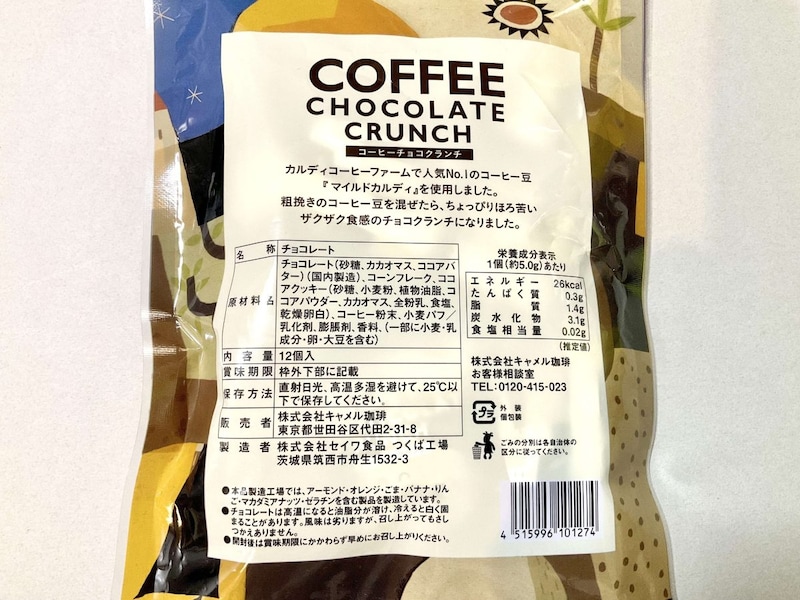 COFFEE
CHOCOLATE
CRUNCH
コーヒーチョコクランチ
カルディコーヒーファームで人気No.1のコーヒー豆
『マイルドカルディ』を使用しました。
粗挽きのコーヒー豆を混ぜたら、ちょっぴりほろ苦い
ザクザク食感のチョコクランチになりました。
名称 チョコレート
原材料名 チョコレート(砂糖、カカオマス、ココアバ
ター)(国内製造)、コーンフレーク、ココ
アクッキー(砂糖、小麦粉、植物油脂、コ
コアパウダー、カカオマス、全粉乳、食塩、
乾燥卵白)、コーヒー粉末、小麦パフ/
乳化剤、膨脹剤、香料、(一部に小麦・乳
成分・卵・大豆を含む)
内容量 12個入
賞味期限 枠外下部に記載
保存方法 直射日光、高温多湿を避けて、25℃以
下で保存してください。
販売者 株式会社キャメル珈琲
東京都世田谷区代田2-31-8
製造者 株式会社セイワ食品 つくば工場
茨城県筑西市舟生1532-3
栄養成分表示
1個(約5.0g)あたり
エネルギー 26kcal
たんぱく質 0.3g
脂質 1.4g
炭水化物 3.1g
食塩相当量 0.02g
(推定値)
株式会社キャメル珈琲
お客様相談室
TEL:0120-415-023
プラ
外装
個包装
ごみの分別は各自治体の
区分に従ってください。
●本品製造工場では、アーモンド・オレンジ・ごま・バナナ・りん
ご・マカダミアナッツ・ゼラチンを含む製品を製造しています。
●チョコレートは高温になると油脂分が溶け、冷えると白く固
まることがあります。風味は劣りますが、召し上がってもさし
つかえありません。
●開封後は賞味期限にかかわらず早めにお召し上がりください。
4 515996 101274